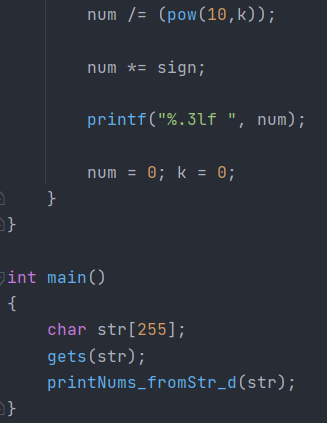 num /= (pow(10,k));
num *= sign;
printf("%.3lf ", num);
num = 0; k = 0;
}
}
int main()
{
char str[255];
gets(str);
printNums_fromStr_d(str);
}